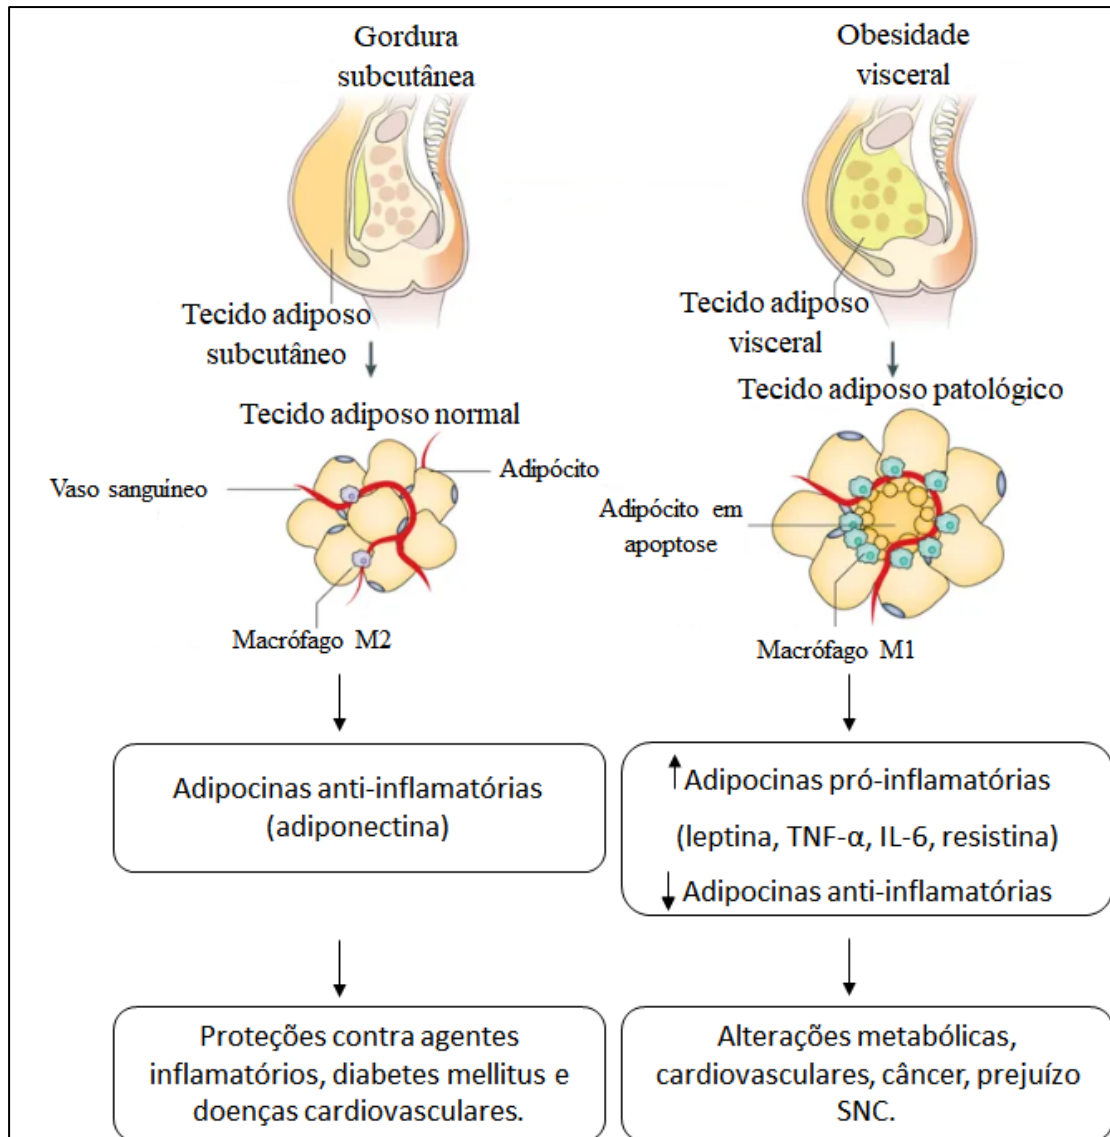 Gordura
subcutânea
Tecido adiposo
subcutâneo
Tecido adiposo normal
Vaso sanguíneo
Adipócito
Macrófago M2
Adipocinas anti-inflamatórias
(adiponectina)
Proteções contra agentes
inflamatórios, diabetes mellitus e
doenças cardiovasculares.
Obesidade
visceral
Tecido adiposo
visceral
Tecido adiposo patológico
Adipócito em
apoptose
Macrófago M1
↑Adipocinas pró-inflamatórias
(leptina, TNF-α, IL-6, resistina)
↓ Adipocinas anti-inflamatórias
Alterações metabólicas,
cardiovasculares, câncer, prejuízo
SNC.